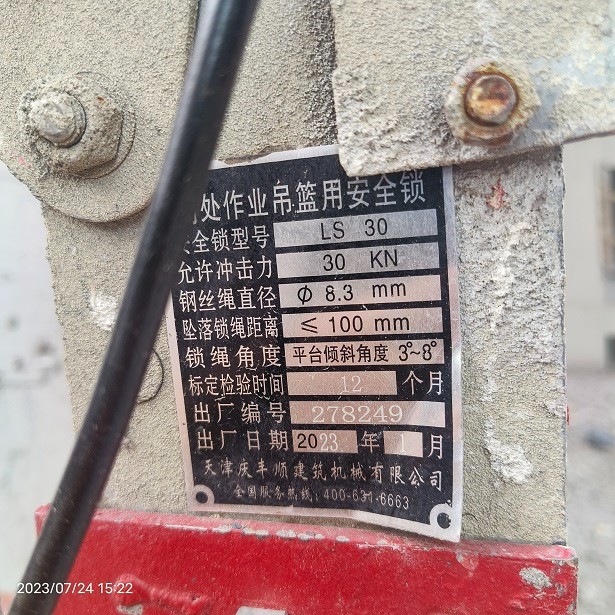 处作业吊篮用安全锁
全锁型号 LS 30
允许冲击力 30 KN
钢丝绳直径 Φ 8.3 mm
坠落锁绳距离 ≤ 100 mm
锁绳角度 平台倾斜角度 3°~8°
标定检验时间 12 个月
出厂编号 278249
出厂日期 2023 年 1 月
天津庆丰顺建筑机械有限公司
全国服务热线:400-631-6663
2023/07/24 15:22